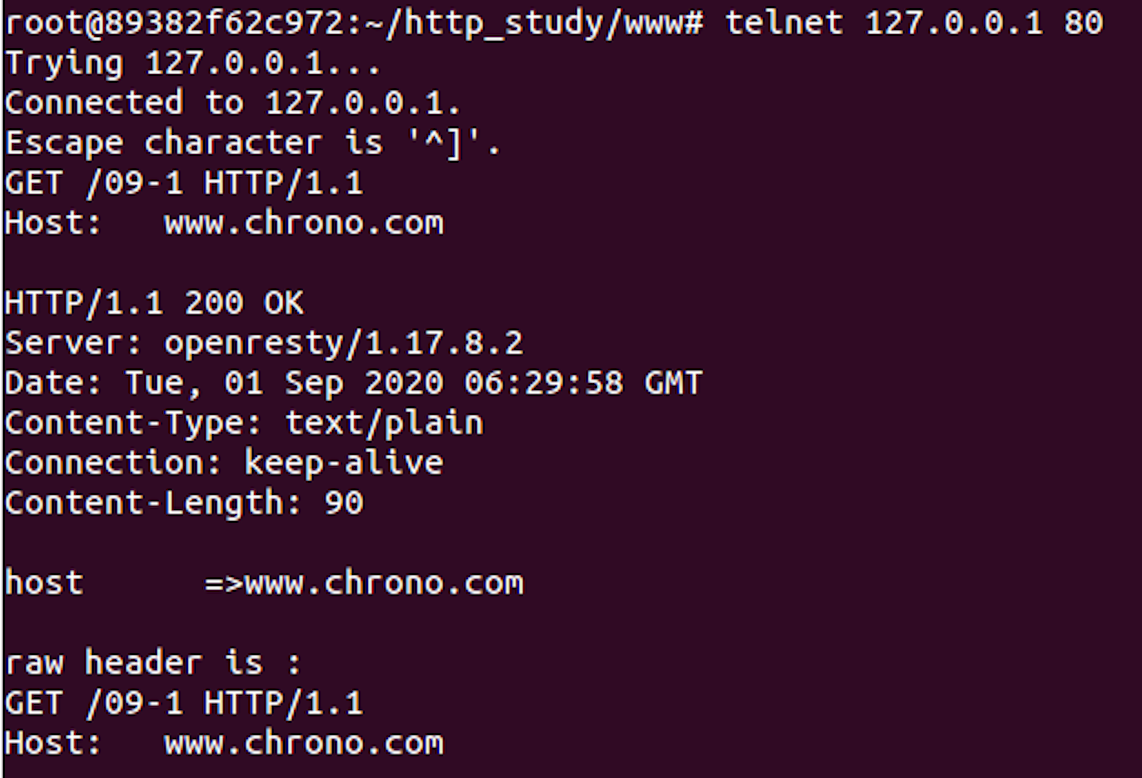 root@89382f62c972:~/http_study/www# telnet 127.0.0.1 80
Trying 127.0.0.1...
Connected to 127.0.0.1.
Escape character is '^]'.
GET /09-1 HTTP/1.1
Host:   www.chrono.com

HTTP/1.1 200 OK
Server: openresty/1.17.8.2
Date: Tue, 01 Sep 2020 06:29:58 GMT
Content-Type: text/plain
Connection: keep-alive
Content-Length: 90

host      =>www.chrono.com

raw header is :
GET /09-1 HTTP/1.1
Host:   www.chrono.com